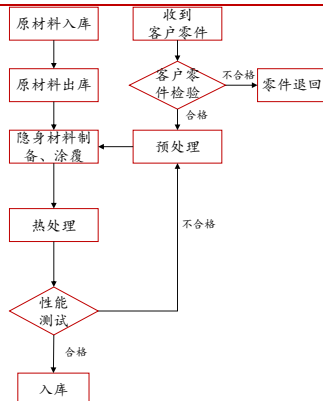 原材料入库
收到
客户零件
原材料出库
客户零
件检验
不合格
零件退回
合格
隐身材料制
备、涂覆
预处理
热处理
不合格
性能
测试
合格
入库